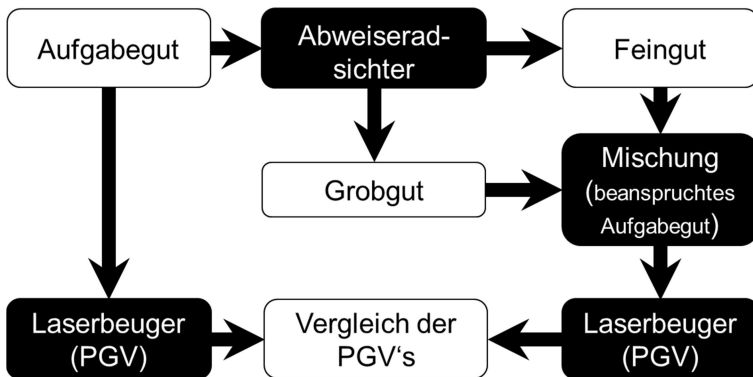 Aufgabegut
Abweiserad-
sichter
Feingut
Grobgut
Mischung
(beanspruchtes
Aufgabegut)
Laserbeuger
(PGV)
Vergleich der
PGV‘s
Laserbeuger
(PGV)